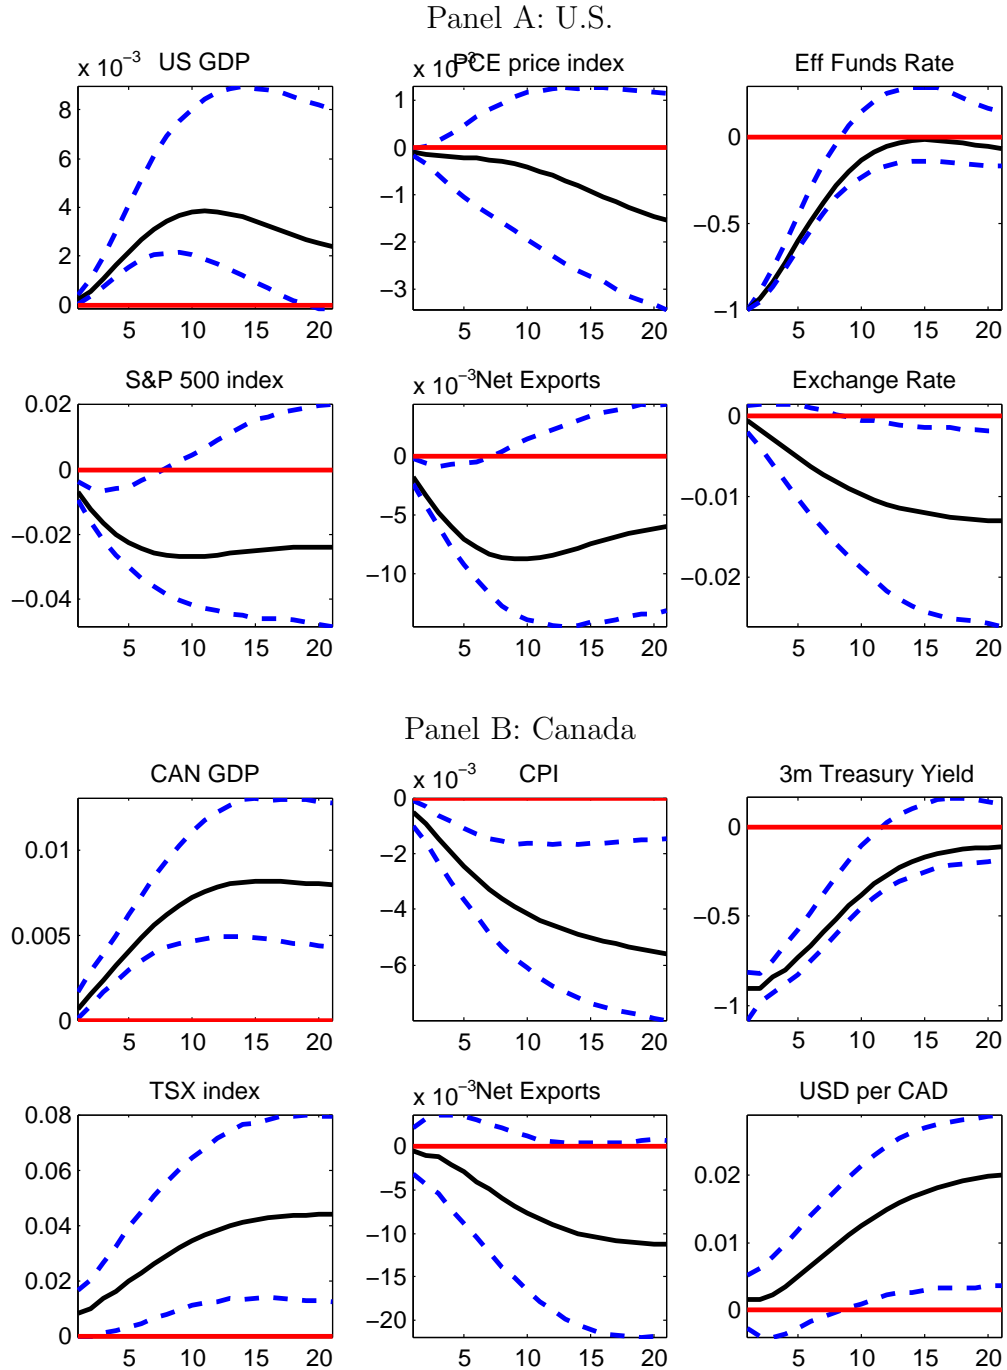 Panel A: U.S.
x 10⁻³ US GDP
8
6
4
2
0
5 10 15 20
x 10⁻³ PCE price index
1
0
−1
−2
−3
5 10 15 20
Eff Funds Rate
0
−0.5
−1
5 10 15 20
S&P 500 index
0.02
0
−0.02
−0.04
5 10 15 20
x 10⁻³ Net Exports
0
−5
−10
5 10 15 20
Exchange Rate
0
−0.01
−0.02
5 10 15 20
Panel B: Canada
CAN GDP
0.01
0.005
0
5 10 15 20
x 10⁻³ CPI
0
−2
−4
−6
5 10 15 20
3m Treasury Yield
0
−0.5
−1
5 10 15 20
TSX index
0.08
0.06
0.04
0.02
0
5 10 15 20
x 10⁻³ Net Exports
0
−5
−10
−15
−20
5 10 15 20
USD per CAD
0.02
0.01
0
5 10 15 20